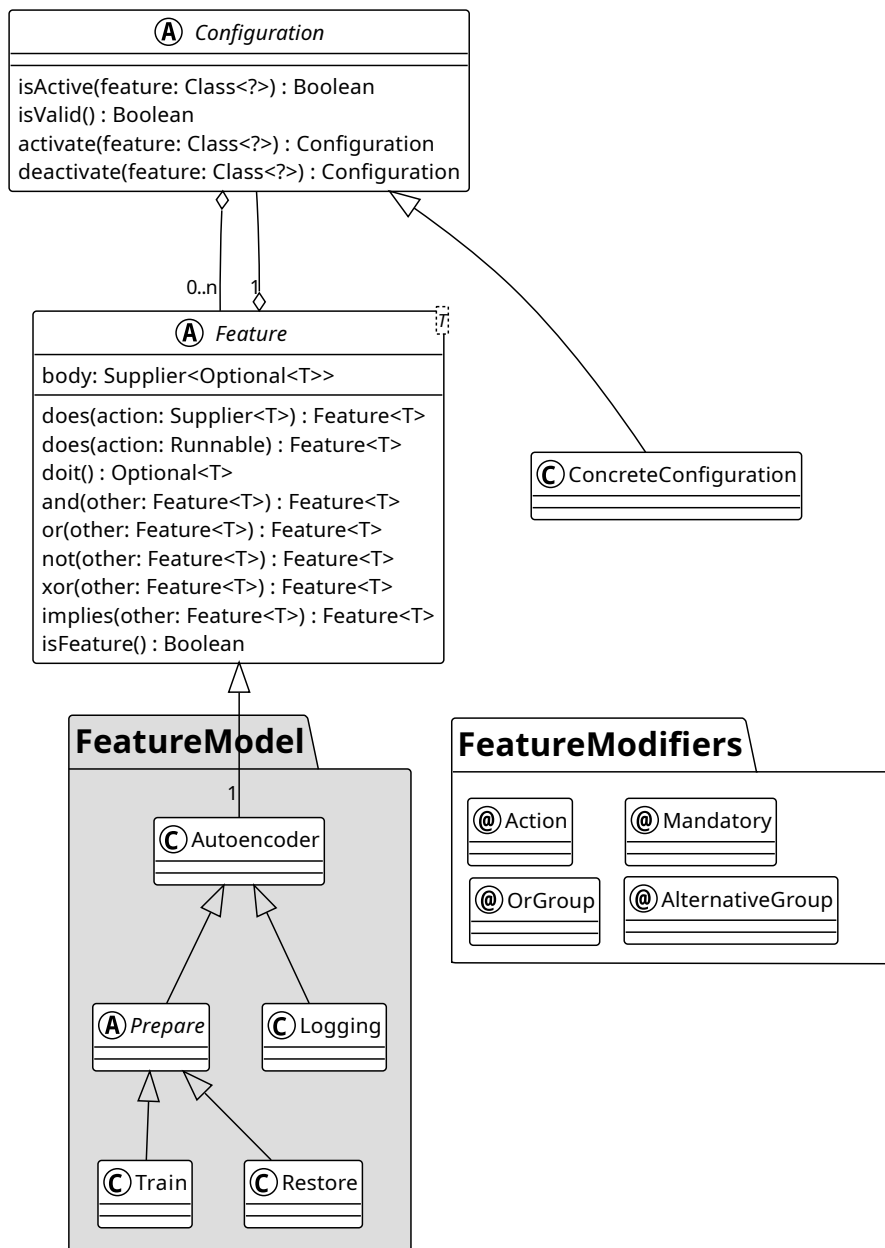 A Configuration
isActive(feature: Class<?>) : Boolean
isValid() : Boolean
activate(feature: Class<?>) : Configuration
deactivate(feature: Class<?>) : Configuration
0..n
1
T
A Feature
body: Supplier<Optional<T>>
does(action: Supplier<T>) : Feature<T>
does(action: Runnable) : Feature<T>
doit() : Optional<T>
and(other: Feature<T>) : Feature<T>
or(other: Feature<T>) : Feature<T>
not(other: Feature<T>) : Feature<T>
xor(other: Feature<T>) : Feature<T>
implies(other: Feature<T>) : Feature<T>
isFeature() : Boolean
C ConcreteConfiguration
FeatureModel
1
C Autoencoder
A Prepare
C Logging
C Train
C Restore
FeatureModifiers
@ Action
@ Mandatory
@ OrGroup
@ AlternativeGroup